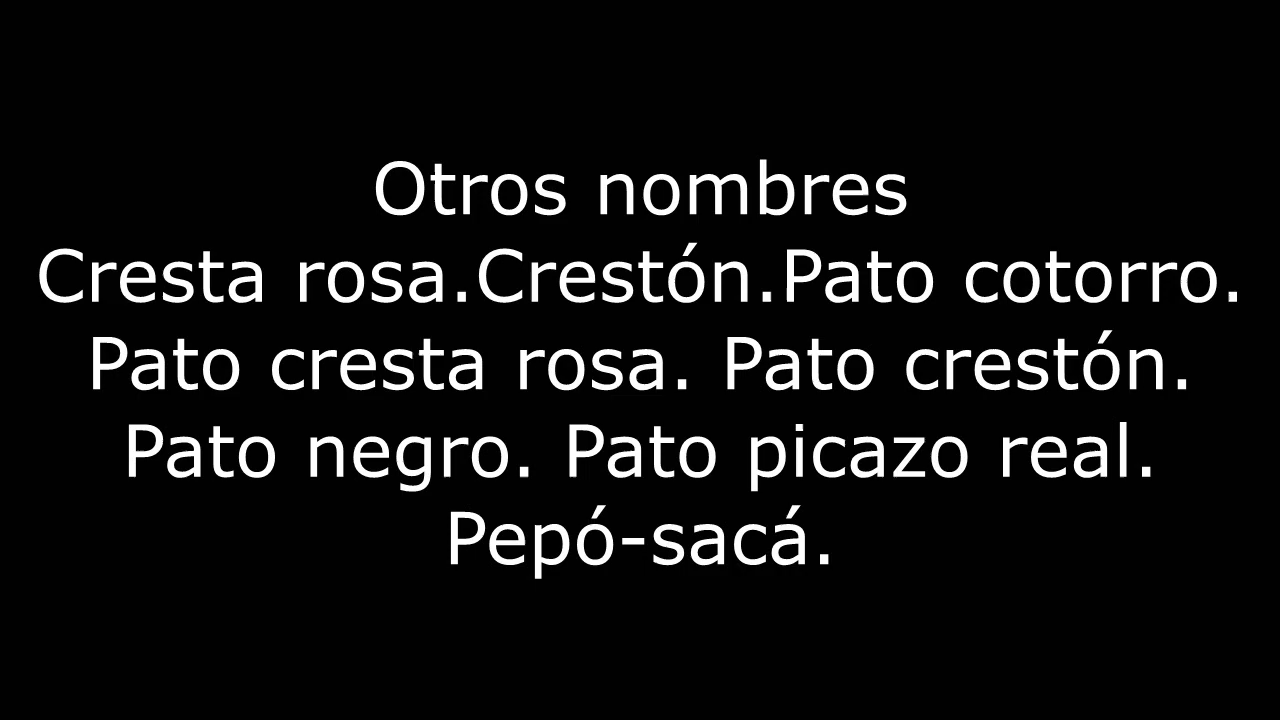 Otros nombres
Cresta rosa.Crestón.Pato cotorro.
Pato cresta rosa. Pato crestón.
Pato negro. Pato picazo real.
Pepó-sacá.